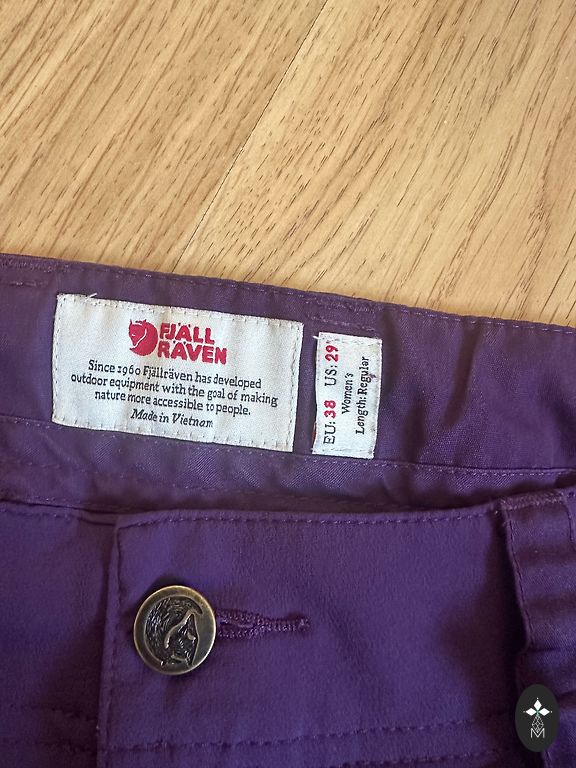 FJÄLL
RÄVEN
Since 1960 Fjällräven has developed
outdoor equipment with the goal of making
nature more accessible to people.
Made in Vietnam
EU: 38 US: 29"
Women's
Length: Regular
M